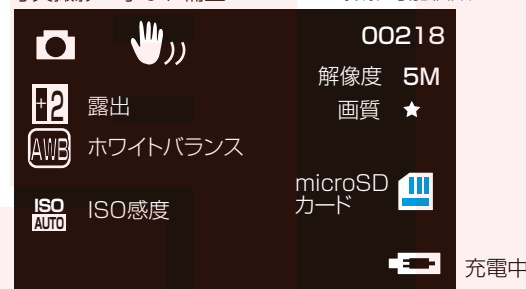 00218
解像度 5M
+2 露出 画質
AWB ホワイトバランス
ISO AUTO ISO感度
microSD
カード
充電中